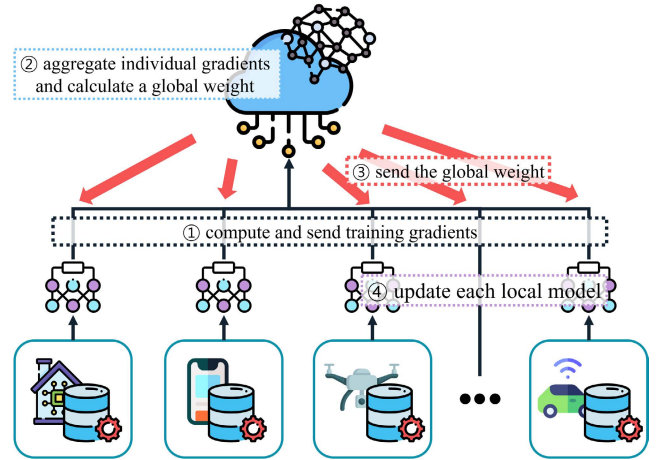 ② aggregate individual gradients
and calculate a global weight
③ send the global weight
① compute and send training gradients
④ update each local model